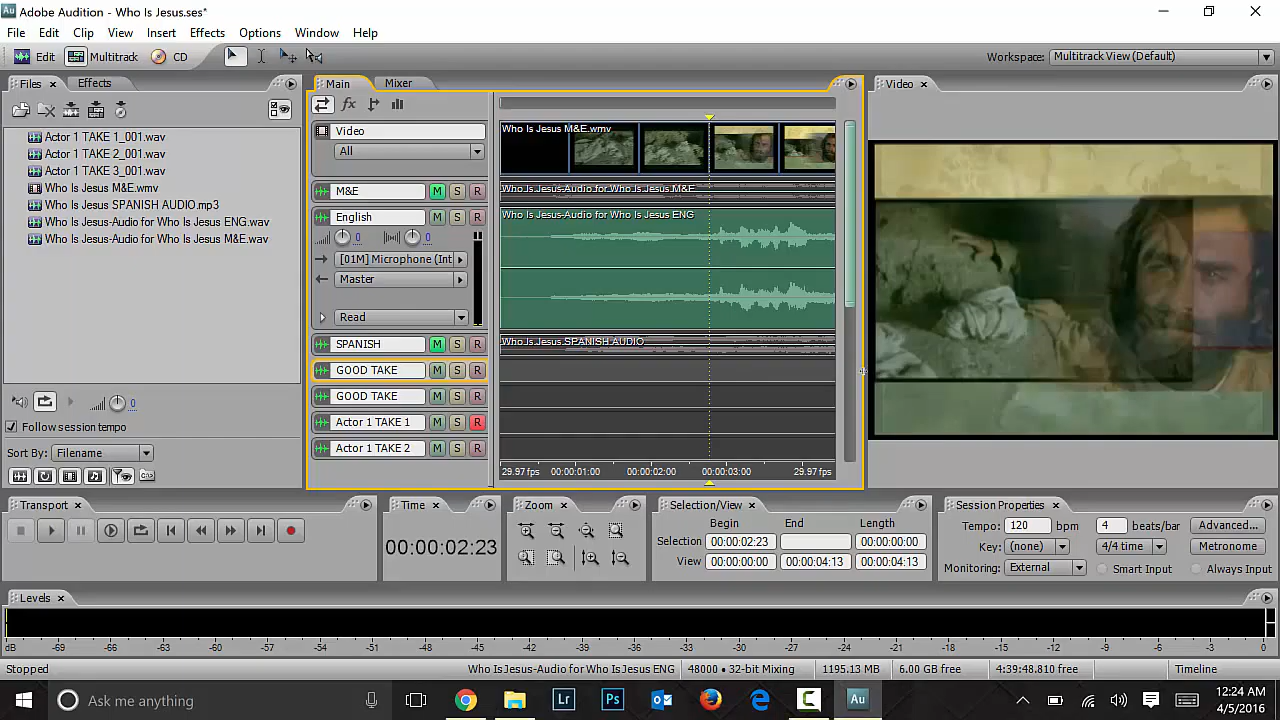 Au Adobe Audition - Who Is Jesus.ses*
File Edit Clip View Insert Effects Options Window Help
Edit Multitrack CD Workspace: Multitrack View (Default)
Files Effects
Actor 1 TAKE 1_001.wav
Actor 1 TAKE 2_001.wav
Actor 1 TAKE 3_001.wav
Who Is Jesus M&E.wmv
Who Is Jesus SPANISH AUDIO.mp3
Who Is Jesus-Audio for Who Is Jesus ENG.wav
Who Is Jesus-Audio for Who Is Jesus M&E.wav
0
Follow session tempo
Sort By: Filename
Main Mixer
fx
Video
All
Who Is Jesus M&E.wmv
M&E M S R
Who Is Jesus-Audio for Who Is Jesus M&E
English M S R
Who Is Jesus-Audio for Who Is Jesus ENG
0 0
[01M] Microphone (Int
Master
Read
SPANISH M S R
Who Is Jesus SPANISH AUDIO
GOOD TAKE M S R
GOOD TAKE M S R
Actor 1 TAKE 1 M S R
Actor 1 TAKE 2 M S R
29.97 fps 00:00:01:00 00:00:02:00 00:00:03:00 29.97 fps
Video
Transport
Time
00:00:02:23
Zoom
Selection/View
Begin End Length
Selection 00:00:02:23 00:00:00:00
View 00:00:00:00 00:00:04:13 00:00:04:13
Session Properties
Tempo: 120 bpm 4 beats/bar Advanced...
Key: (none) 4/4 time Metronome
Monitoring: External Smart Input Always Input
Levels
dB -69 -66 -63 -60 -57 -54 -51 -48 -45 -42 -39 -36 -33 -30 -27 -24 -21 -18 -15 -12 -9 -6 -3 0
Stopped Who Is Jesus-Audio for Who Is Jesus ENG 48000 • 32-bit Mixing 1195.13 MB 6.00 GB free 4:39:48.810 free Timeline
Ask me anything Lr Ps Au 12:24 AM
4/5/2016